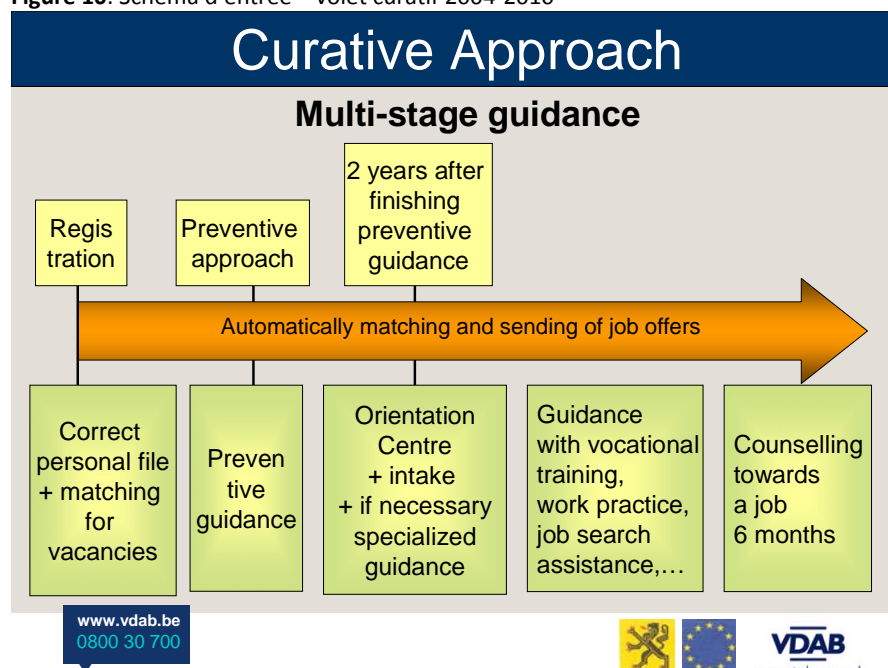 Curative Approach
Multi-stage guidance
2 years after
finishing
preventive
guidance
Regis
tration
Preventive
approach
Automatically matching and sending of job offers
Correct
personal file
+ matching
for
vacancies
Preven
tive
guidance
Orientation
Centre
+ intake
+ if necessary
specialized
guidance
Guidance
with vocational
training,
work practice,
job search
assistance,…
Counselling
towards
a job
6 months
www.vdab.be
0800 30 700
VDAB